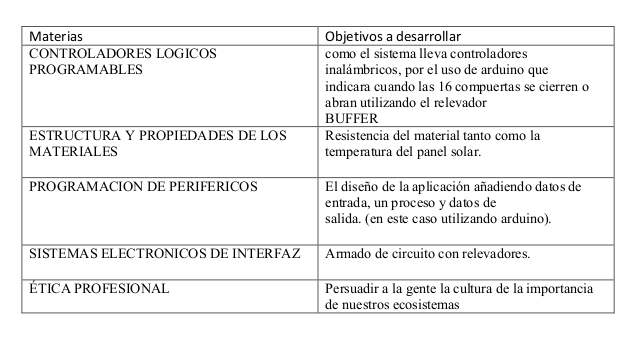 Materias
Objetivos a desarrollar
CONTROLADORES LOGICOS
PROGRAMABLES
como el sistema lleva controladores
inalámbricos, por el uso de arduino que
indicara cuando las 16 compuertas se cierren o
abran utilizando el relevador
BUFFER
ESTRUCTURA Y PROPIEDADES DE LOS
MATERIALES
Resistencia del material tanto como la
temperatura del panel solar.
PROGRAMACION DE PERIFERICOS
El diseño de la aplicación añadiendo datos de
entrada, un proceso y datos de
salida. (en este caso utilizando arduino).
SISTEMAS ELECTRONICOS DE INTERFAZ
Armado de circuito con relevadores.
ÉTICA PROFESIONAL
Persuadir a la gente la cultura de la importancia
de nuestros ecosistemas